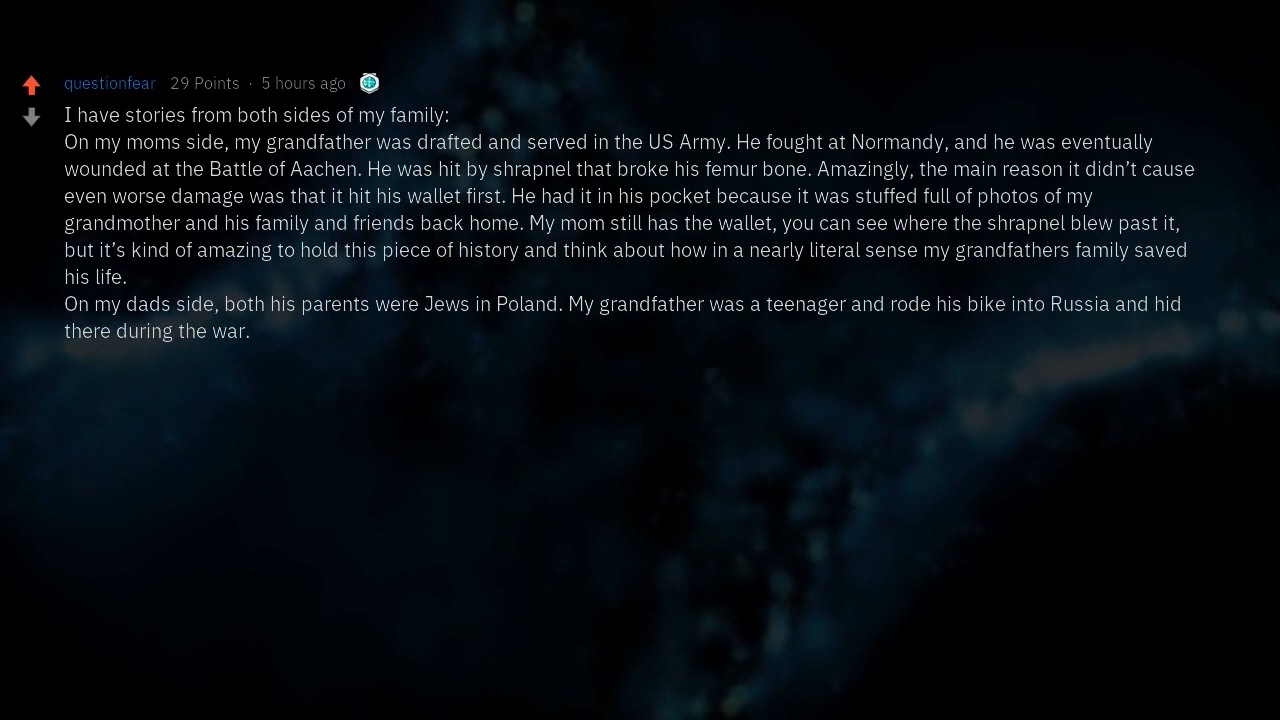 questionfear 29 Points · 5 hours ago
I have stories from both sides of my family:
On my moms side, my grandfather was drafted and served in the US Army. He fought at Normandy, and he was eventually
wounded at the Battle of Aachen. He was hit by shrapnel that broke his femur bone. Amazingly, the main reason it didn’t cause
even worse damage was that it hit his wallet first. He had it in his pocket because it was stuffed full of photos of my
grandmother and his family and friends back home. My mom still has the wallet, you can see where the shrapnel blew past it,
but it’s kind of amazing to hold this piece of history and think about how in a nearly literal sense my grandfathers family saved
his life.
On my dads side, both his parents were Jews in Poland. My grandfather was a teenager and rode his bike into Russia and hid
there during the war.